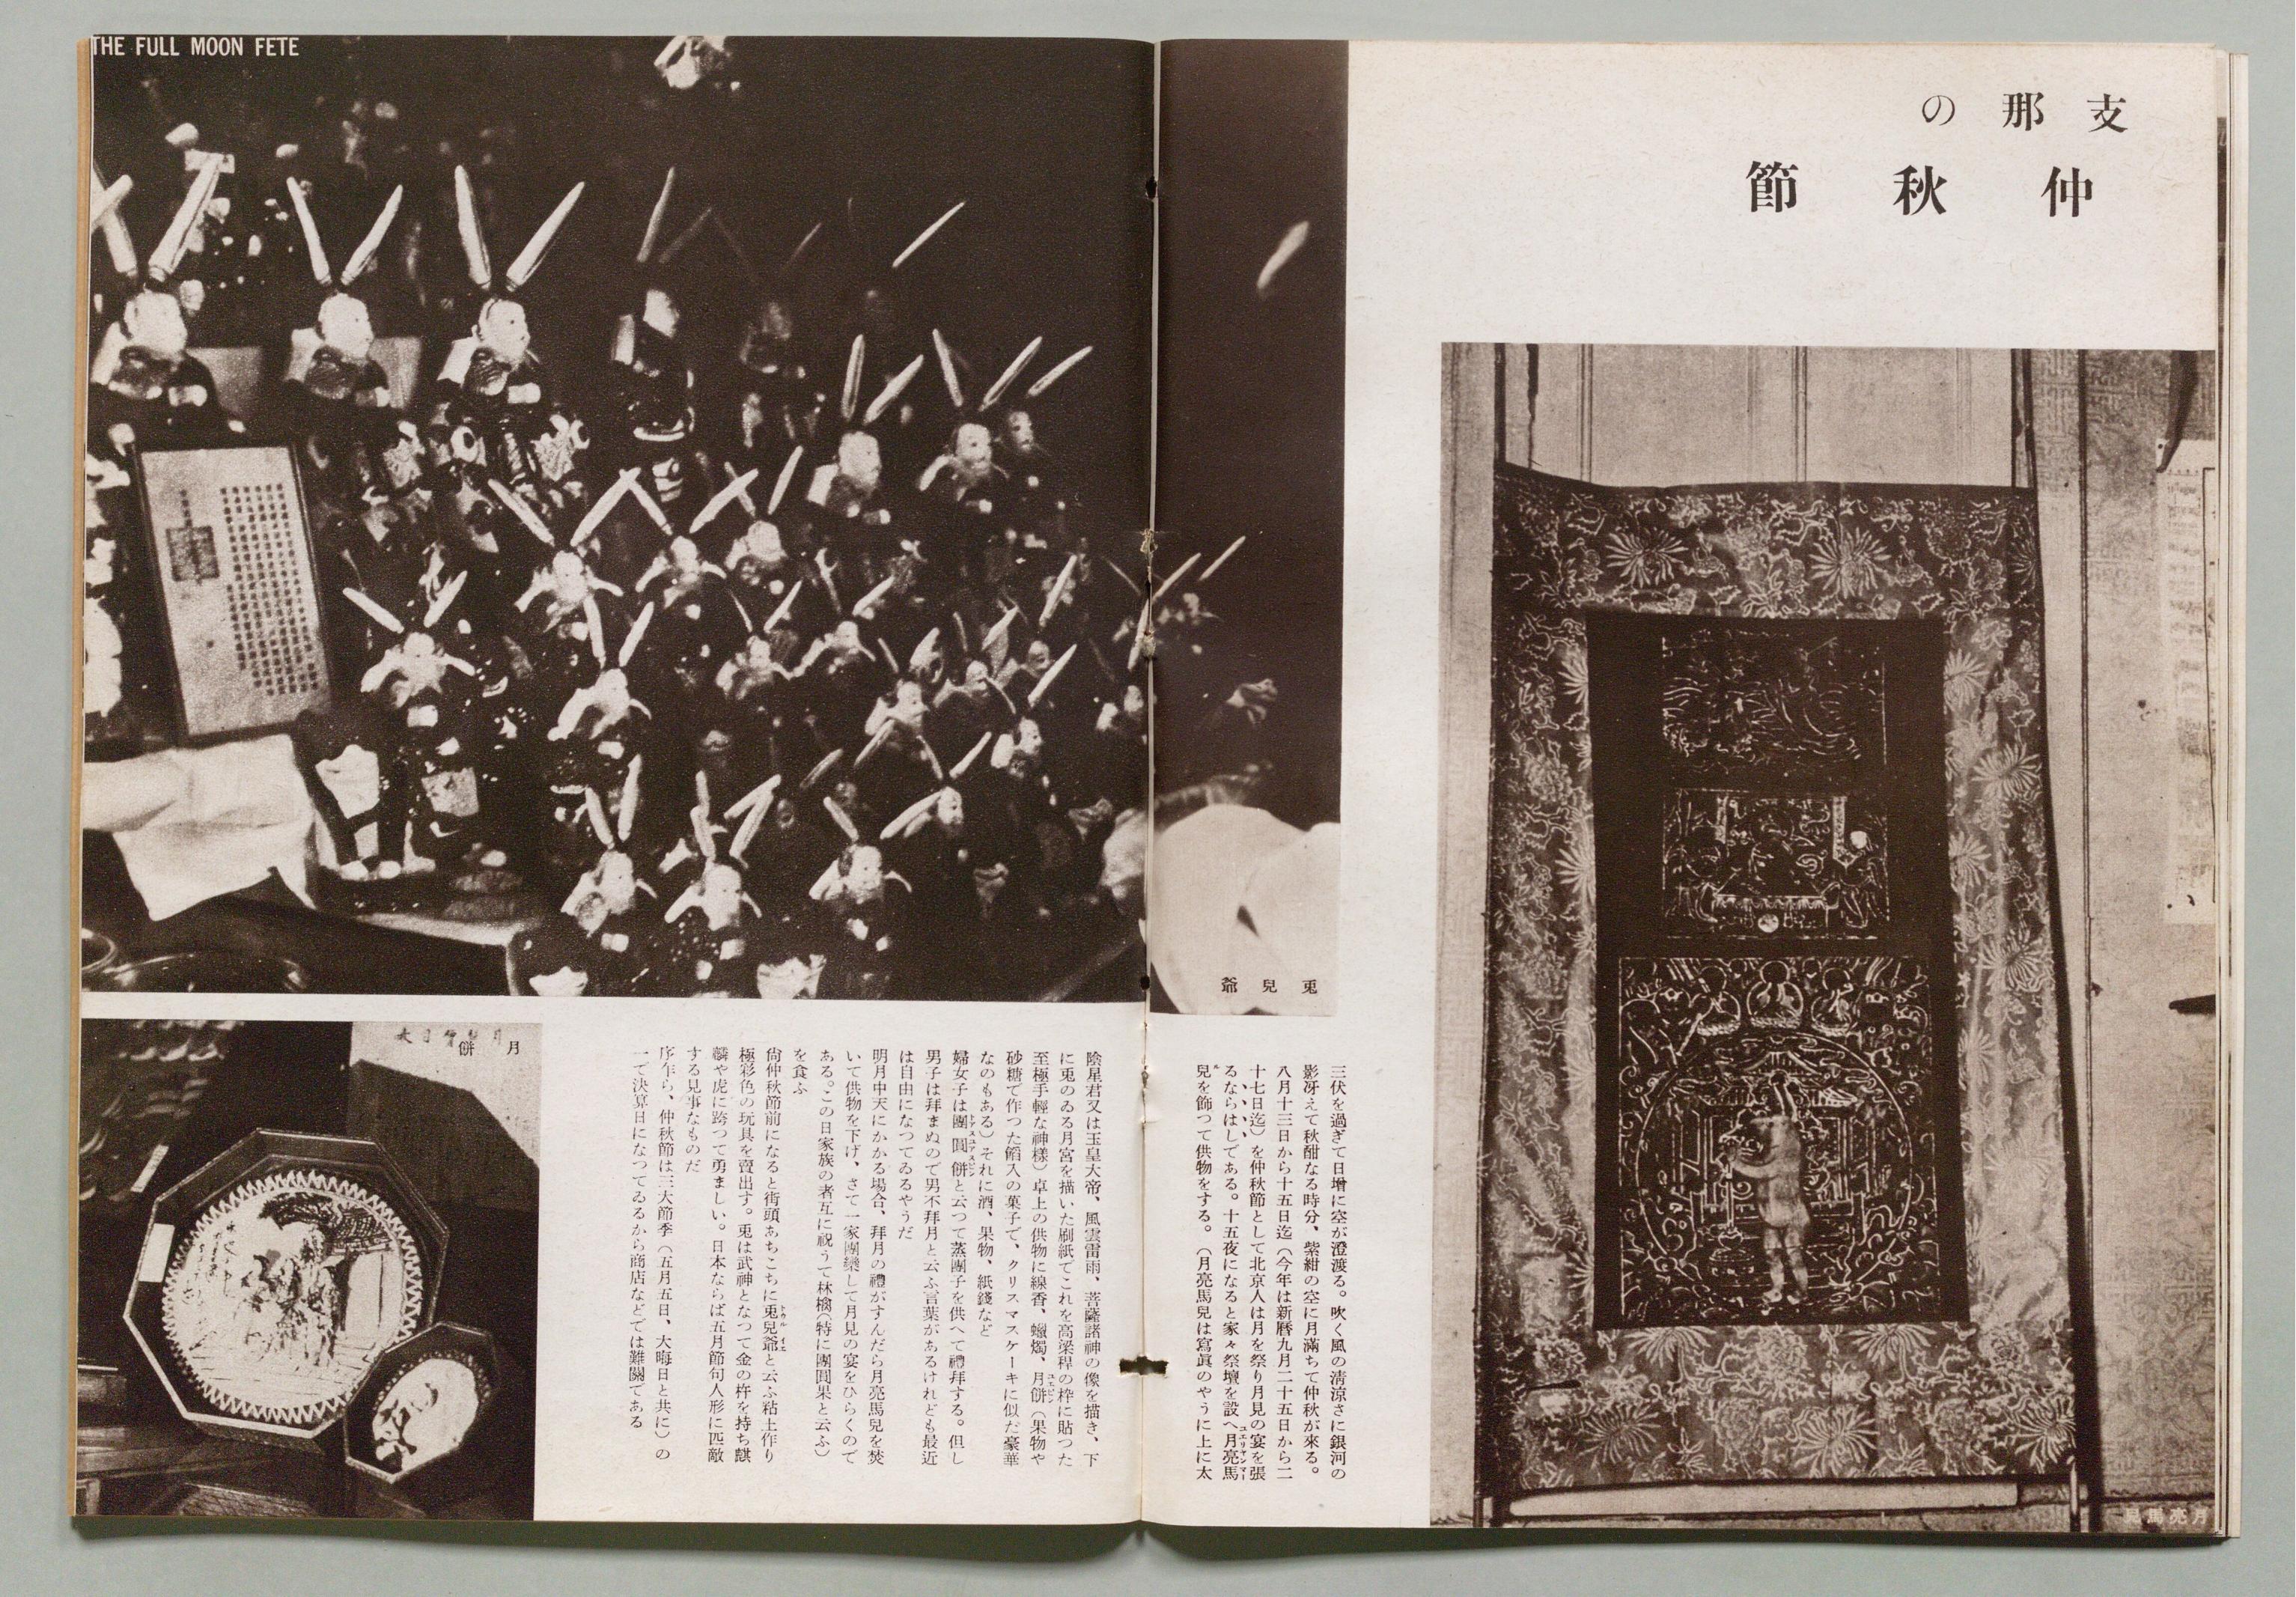 THE FULL MOON FETE
支那の
仲秋節
兎兒爺
月亮馬兒
月餅
三伏を過ぎて日增に空が澄渡る。吹く風の清涼さに銀河の
影冴えて秋酣なる時分、紫紺の空に月滿ちて仲秋が來る。
八月十三日から十五日迄（今年は新曆九月二十五日から二
十七日迄）を仲秋節として北京人は月を祭り月見の宴を張
るならはしである。十五夜になると家々祭壇を設へ月亮馬
兒を飾つて供物をする。（月亮馬兒は寫眞のやうに上に太
陰星君又は玉皇大帝、風雲雷雨、菩薩諸神の像を描き、下
に兎のゐる月宮を描いた刷紙でこれを高梁稈の枠に貼つた
至極手輕な神樣）卓上の供物に線香、蠟燭、月餅（果物や
砂糖で作つた餡入の菓子で、クリスマスケーキに似た豪華
なのもある）それに酒、果物、紙錢など
婦女子は團圓餅と云つて蒸團子を供へて禮拜する。但し
男子は拜まぬので男不拜月と云ふ言葉があるけれども最近
は自由になつてゐるやうだ
明月中天にかかる場合、拜月の禮がすんだら月亮馬兒を焚
いて供物を下げ、さて一家團欒して月見の宴をひらくので
ある。この日家族の者互に祝うて林檎（特に團圓果と云ふ）
を食ふ
尙仲秋節前になると街頭あちこちに兎兒爺と云ふ粘土作り
極彩色の玩具を賣出す。兎は武神となつて金の杵を持ち麒
麟や虎に跨つて勇ましい。日本ならば五月節句人形に匹敵
する見事なものだ
序乍ら、仲秋節は三大節季（五月五日、大晦日と共に）の
一で決算日になつてゐるから商店などでは難關である